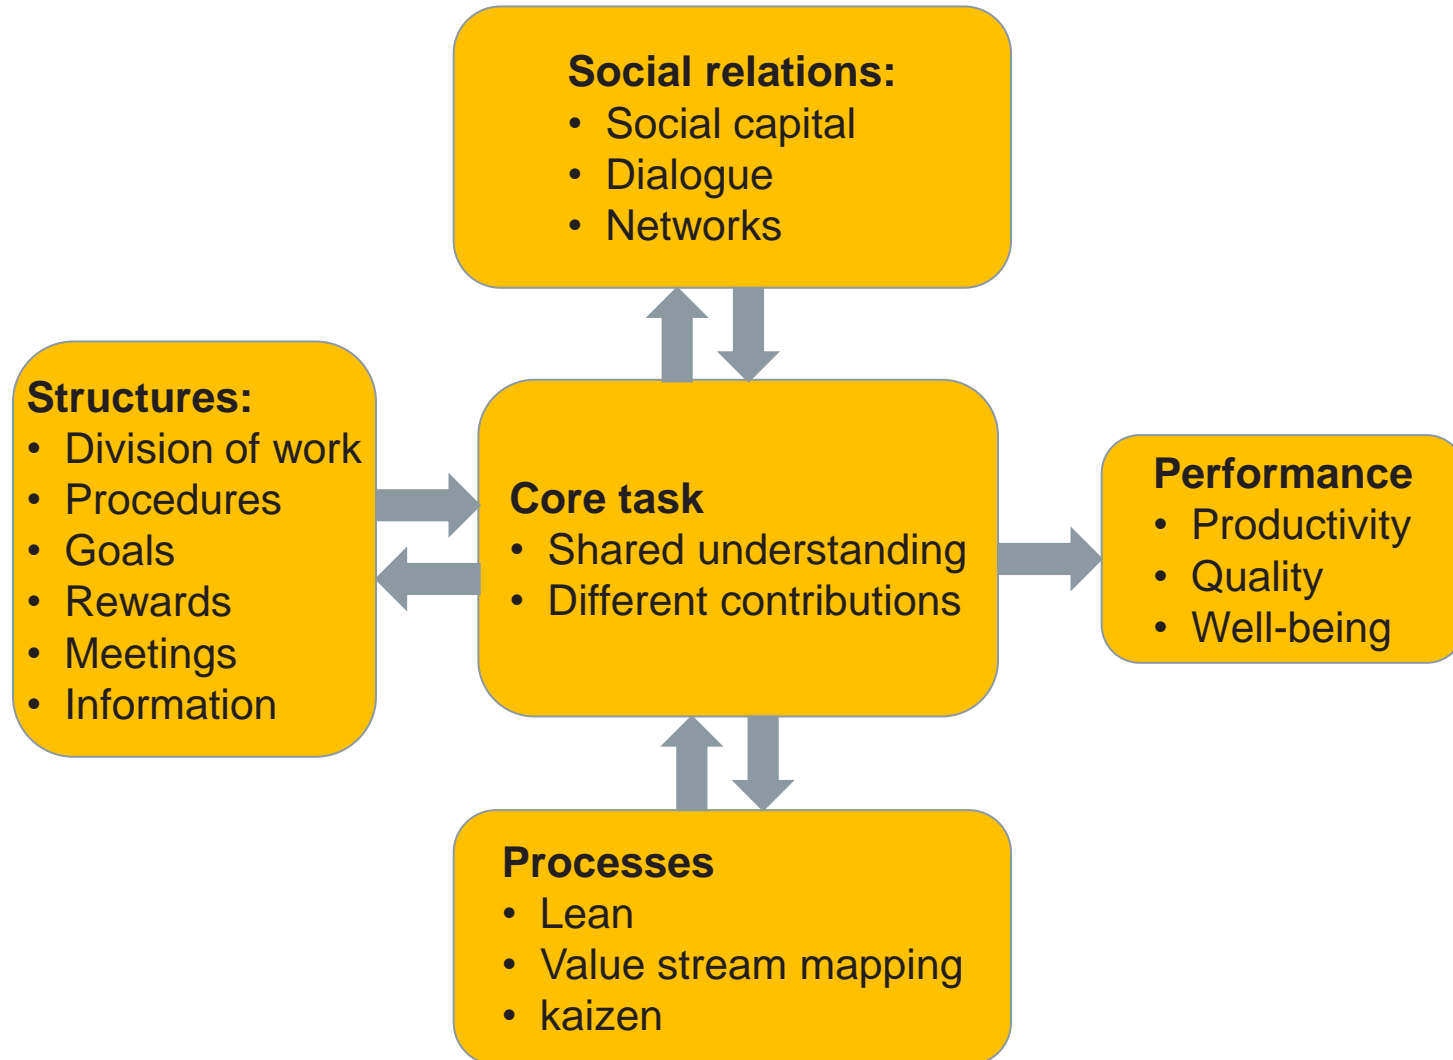 Social relations:
• Social capital
• Dialogue
• Networks
Structures:
• Division of work
• Procedures
• Goals
• Rewards
• Meetings
• Information
Core task
• Shared understanding
• Different contributions
Performance
• Productivity
• Quality
• Well-being
Processes
• Lean
• Value stream mapping
• kaizen